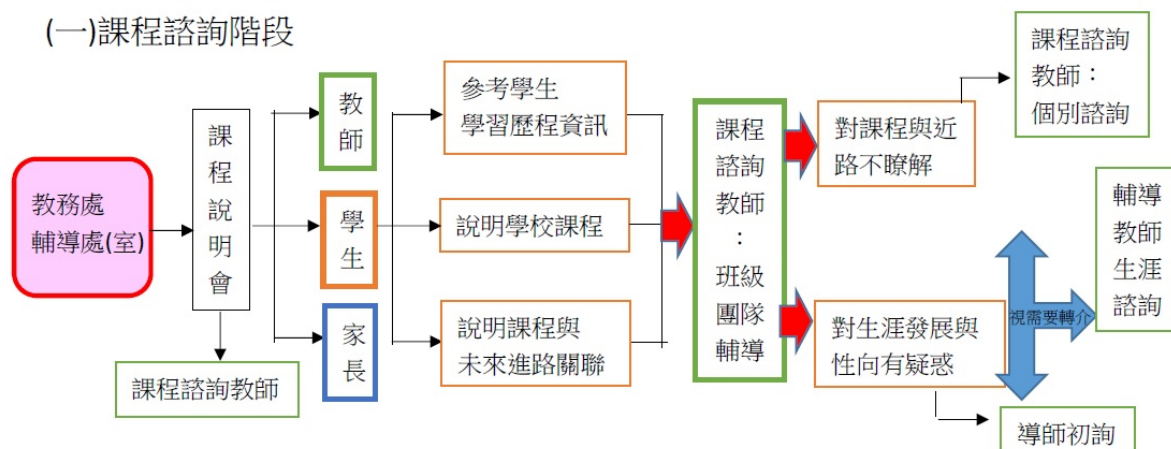 (一)課程諮詢階段
教務處
輔導處(室)
課程說明會
課程諮詢教師
教師
學生
家長
參考學生
學習歷程資訊
說明學校課程
說明課程與
未來進路關聯
課程
諮詢
教師
：
班級
團隊
輔導
對課程與近
路不瞭解
課程諮詢
教師：
個別諮詢
對生涯發展與
性向有疑惑
視需要轉介
輔導
教師
生涯
諮詢
導師初詢